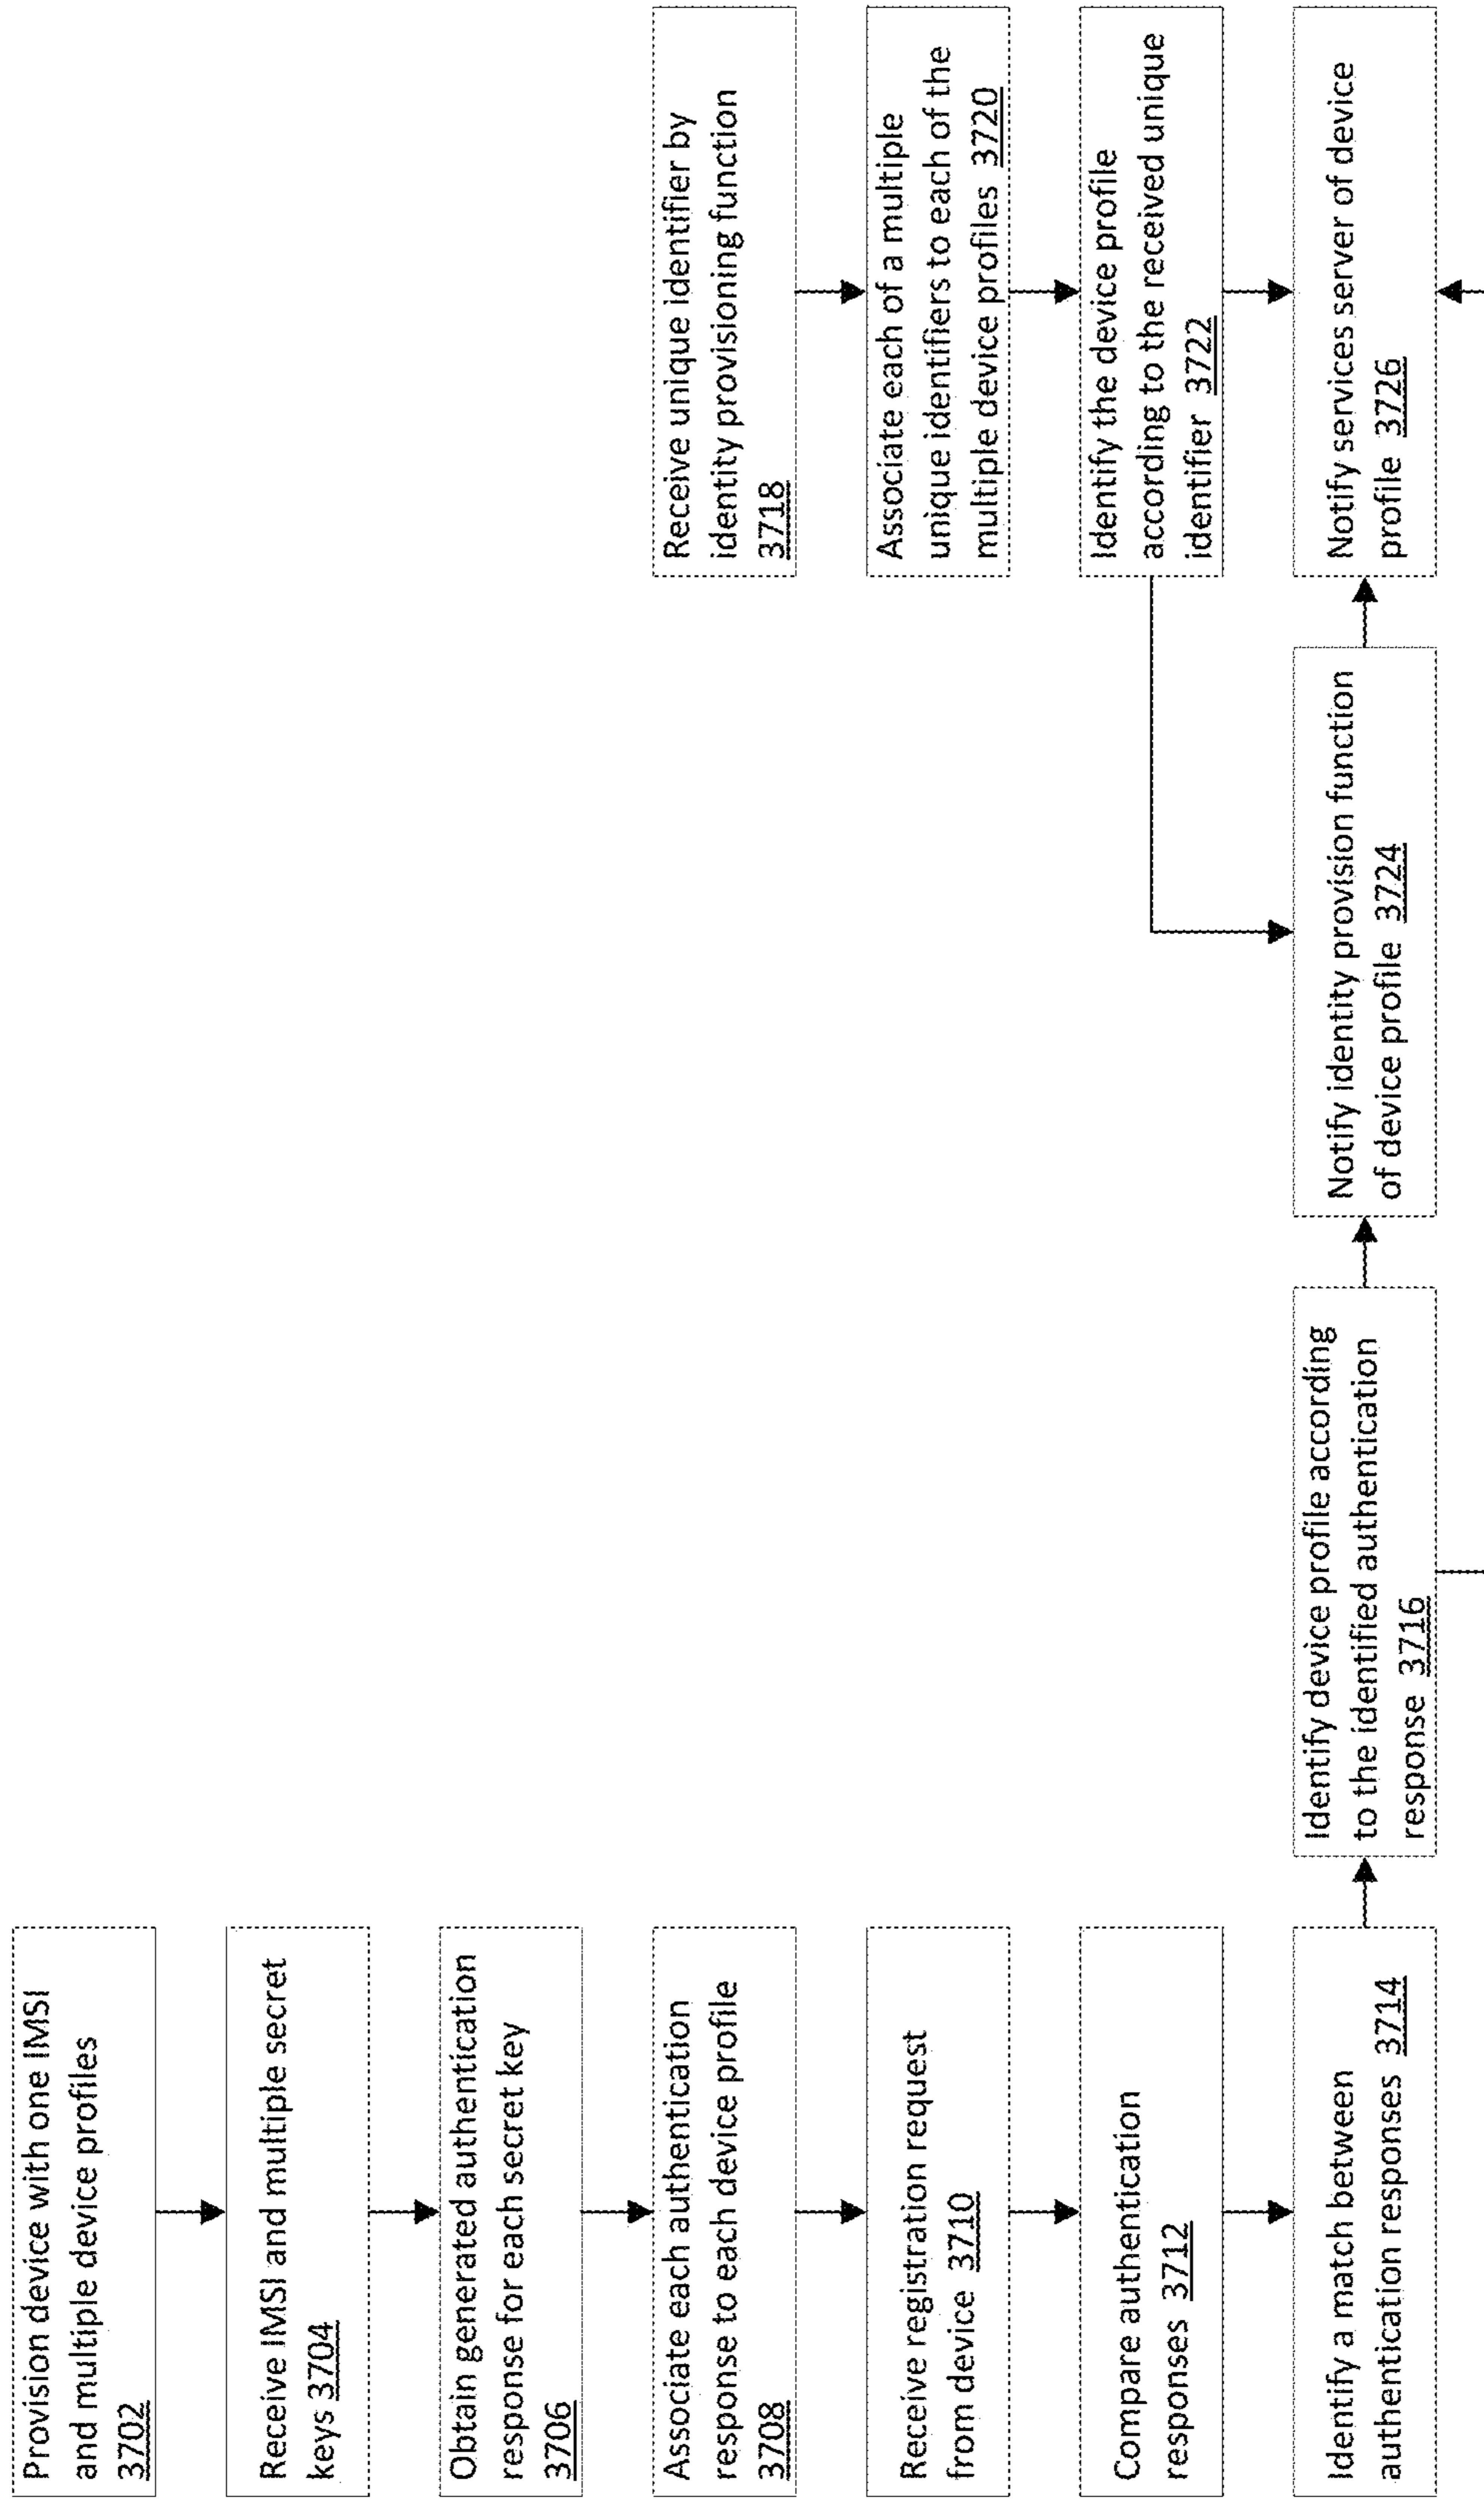 Provision device with one IMSI
and multiple device profiles
3702
Receive IMSI and multiple secret
keys 3704
Obtain generated authentication
response for each secret key
3706
Associate each authentication
response to each device profile
3708
Receive registration request
from device 3710
Compare authentication
responses 3712
Identify a match between
authentication responses 3714
Identify device profile according
to the identified authentication
response 3716
Receive unique identifier by
identity provisioning function
3718
Associate each of a multiple
unique identifiers to each of the
multiple device profiles 3720
Identify the device profile
according to the received unique
identifier 3722
Notify identity provision function
of device profile 3724
Notify services server of device
profile 3726